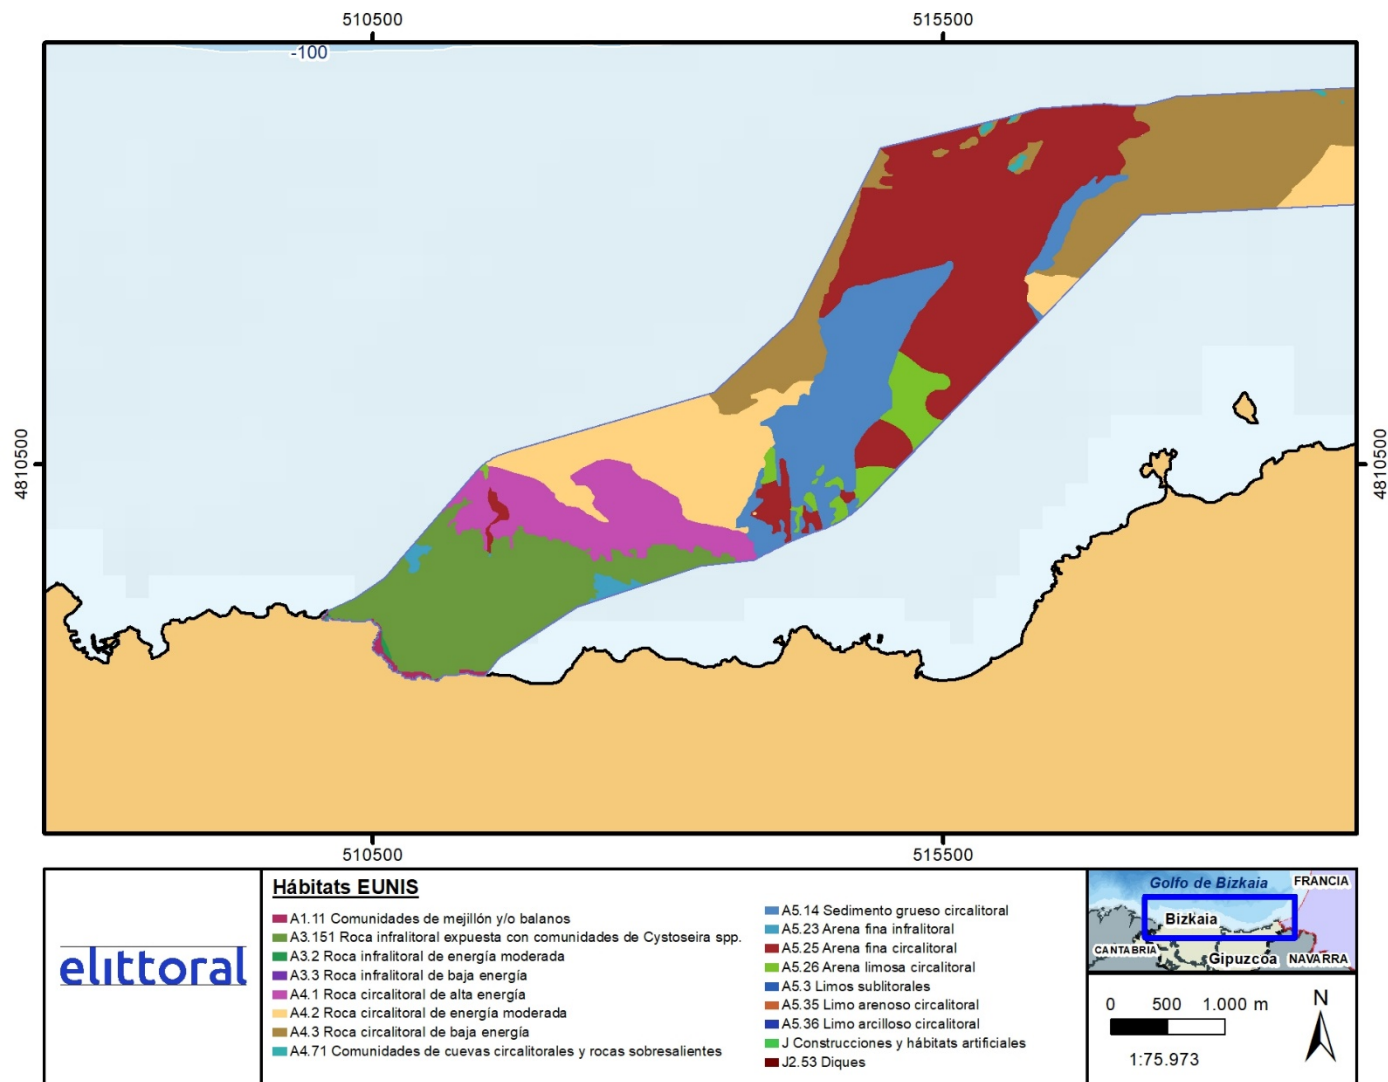 510500
515500
-100
4810500
4810500
510500
515500
elittoral
Hábitats EUNIS
A1.11 Comunidades de mejillón y/o balanos
A3.151 Roca infralitoral expuesta con comunidades de Cystoseira spp.
A3.2 Roca infralitoral de energía moderada
A3.3 Roca infralitoral de baja energía
A4.1 Roca circalitoral de alta energía
A4.2 Roca circalitoral de energía moderada
A4.3 Roca circalitoral de baja energía
A4.71 Comunidades de cuevas circalitorales y rocas sobresalientes
A5.14 Sedimento grueso circalitoral
A5.23 Arena fina infralitoral
A5.25 Arena fina circalitoral
A5.26 Arena limosa circalitoral
A5.3 Limos sublitorales
A5.35 Limo arenoso circalitoral
A5.36 Limo arcilloso circalitoral
J Construcciones y hábitats artificiales
J2.53 Diques
Golfo de Bizkaia
FRANCIA
Bizkaia
CANTABRIA
Gipuzcoa
NAVARRA
0 500 1.000 m
1:75.973
N